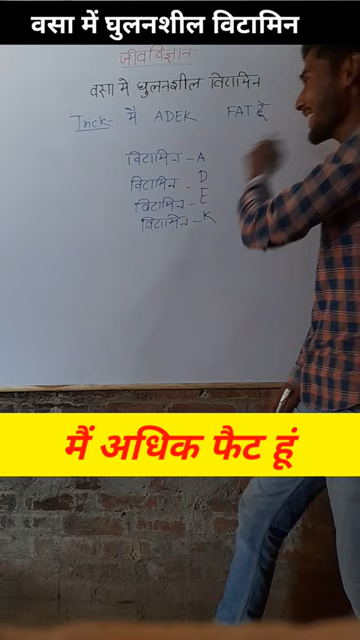 वसा में घुलनशील विटामिन
जीवविज्ञान
वसा मे घुलनशील विटामिन
Trick- मै ADEK FAT हूँ
विटामिन - A
विटामिन - D
विटामिन - E
विटामिन - K
मैं अधिक फैट हूं